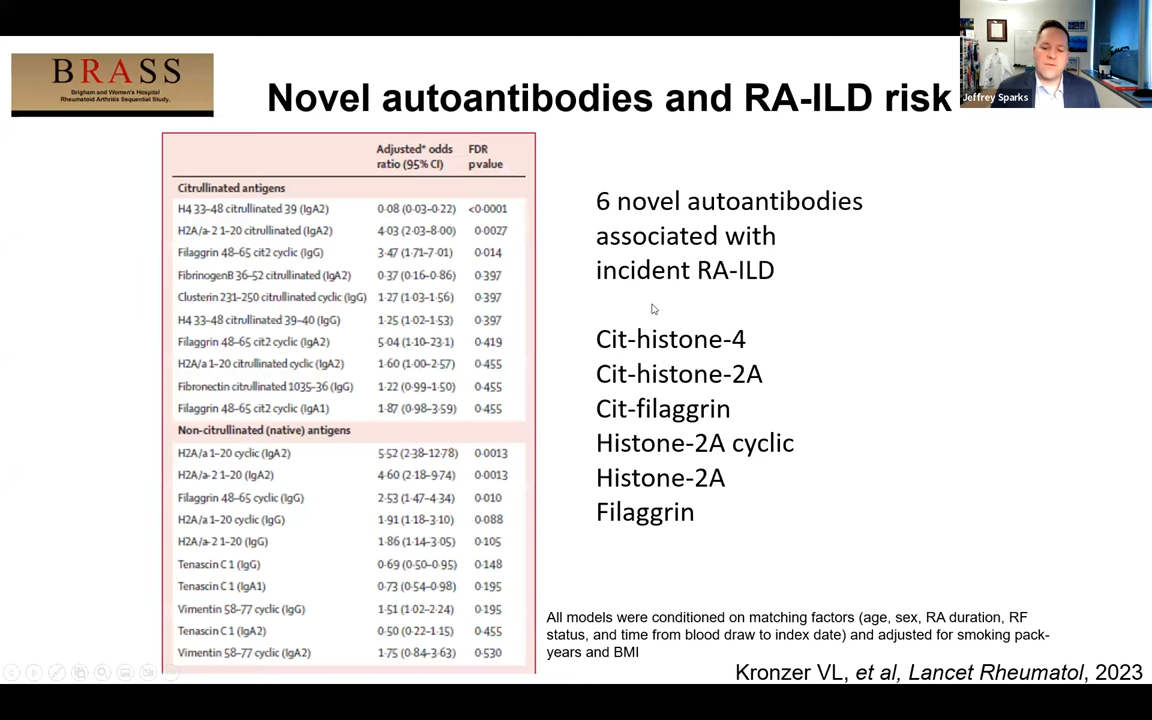 BRASS
Brigham and Women's Hospital
Rheumatoid Arthritis Sequential Study.
Novel autoantibodies and RA-ILD risk
Jeffrey Sparks
Adjusted* odds ratio (95% CI) FDR p value
Citrullinated antigens
H4 33–48 citrullinated 39 (IgA2) 0·08 (0·03–0·22) <0·0001
H2A/a-2 1–20 citrullinated (IgA2) 4·03 (2·03–8·00) 0·0027
Filaggrin 48–65 cit2 cyclic (IgG) 3·47 (1·71–7·01) 0·014
FibrinogenB 36–52 citrullinated (IgA2) 0·37 (0·16–0·86) 0·397
Clusterin 231–250 citrullinated cyclic (IgG) 1·27 (1·03–1·56) 0·397
H4 33–48 citrullinated 39–40 (IgG) 1·25 (1·02–1·53) 0·397
Filaggrin 48–65 cit2 cyclic (IgA2) 5·04 (1·10–23·1) 0·419
H2A/a 1–20 citrullinated cyclic (IgA2) 1·60 (1·00–2·57) 0·455
Fibronectin citrullinated 1035–36 (IgG) 1·22 (0·99–1·50) 0·455
Filaggrin 48–65 cit2 cyclic (IgA1) 1·87 (0·98–3·59) 0·455
Non-citrullinated (native) antigens
H2A/a 1–20 cyclic (IgA2) 5·52 (2·38–12·78) 0·0013
H2A/a-2 1–20 (IgA2) 4·60 (2·18–9·74) 0·0013
Filaggrin 48–65 cyclic (IgG) 2·53 (1·47–4·34) 0·010
H2A/a 1–20 cyclic (IgG) 1·91 (1·18–3·10) 0·088
H2A/a-2 1–20 (IgG) 1·86 (1·14–3·05) 0·105
Tenascin C 1 (IgG) 0·69 (0·50–0·95) 0·148
Tenascin C 1 (IgA1) 0·73 (0·54–0·98) 0·195
Vimentin 58–77 cyclic (IgG) 1·51 (1·02–2·24) 0·195
Tenascin C 1 (IgA2) 0·50 (0·22–1·15) 0·455
Vimentin 58–77 cyclic (IgA2) 1·75 (0·84–3·63) 0·530
6 novel autoantibodies
associated with
incident RA-ILD
Cit-histone-4
Cit-histone-2A
Cit-filaggrin
Histone-2A cyclic
Histone-2A
Filaggrin
All models were conditioned on matching factors (age, sex, RA duration, RF
status, and time from blood draw to index date) and adjusted for smoking pack-
years and BMI
Kronzer VL, et al, Lancet Rheumatol, 2023